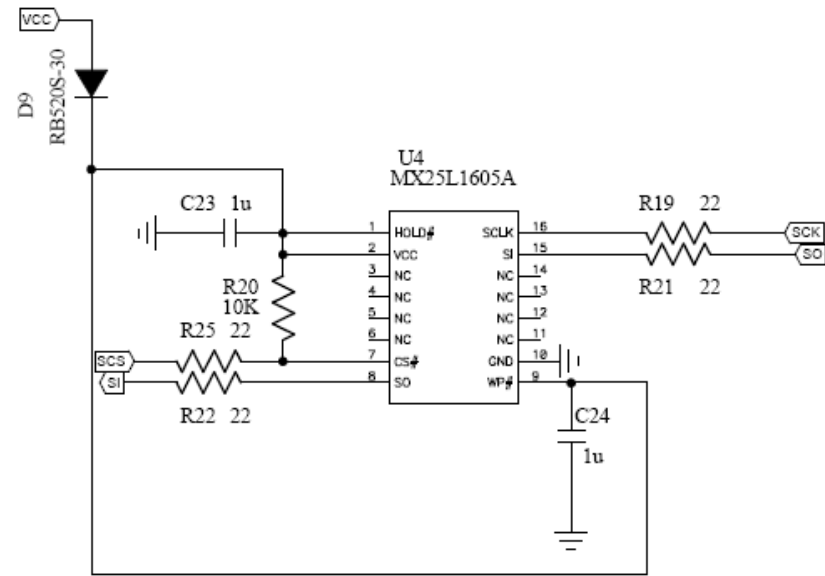 VCC
D9
RB520S-30
U4
MX25L1605A
C23 1u
R19 22
1 HOLD# SCLK 16
SCK
2 VCC SI 15
SO
3 NC NC 14
R20
10K
R21 22
4 NC NC 13
5 NC NC 12
R25 22
6 NC NC 11
SCS
7 CS# GND 10
SI
8 SO WP# 9
R22 22
C24
1u